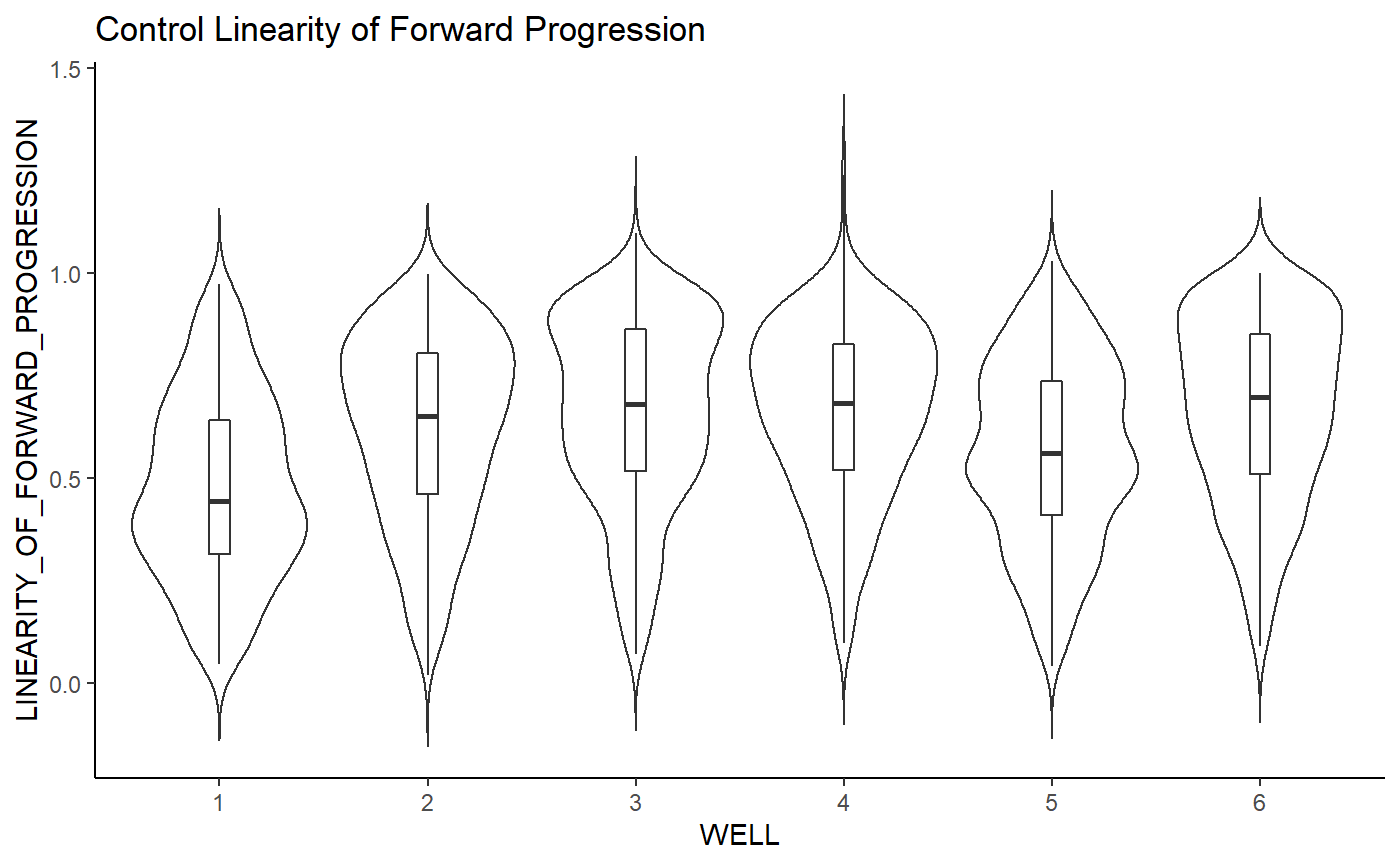 Control Linearity of Forward Progression
LINEARITY_OF_FORWARD_PROGRESSION
1.5
1.0
0.5
0.0
1 2 3 4 5 6
WELL